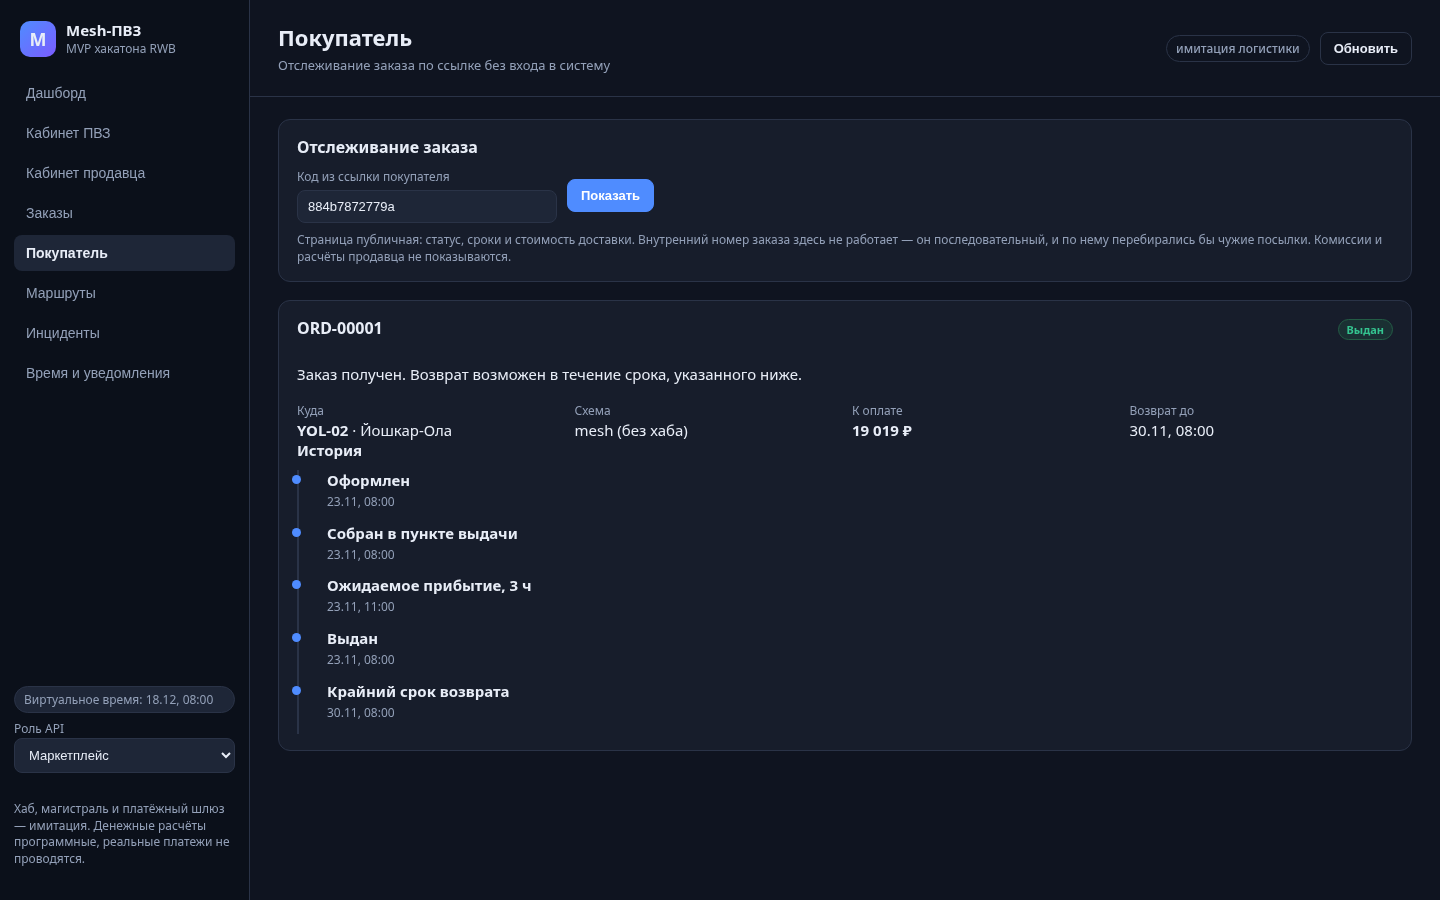 M
Mesh-ПВЗ
MVP хакатона RWB
Дашборд
Кабинет ПВЗ
Кабинет продавца
Заказы
Покупатель
Маршруты
Инциденты
Время и уведомления
Виртуальное время: 18.12, 08:00
Роль API
Маркетплейс
Хаб, магистраль и платёжный шлюз
— имитация. Денежные расчёты
программные, реальные платежи не
проводятся.
Покупатель
Отслеживание заказа по ссылке без входа в систему
имитация логистики
Обновить
Отслеживание заказа
Код из ссылки покупателя
884b7872779a
Показать
Страница публичная: статус, сроки и стоимость доставки. Внутренний номер заказа здесь не работает — он последовательный, и по нему перебирались бы чужие посылки. Комиссии и
расчёты продавца не показываются.
ORD-00001
Выдан
Заказ получен. Возврат возможен в течение срока, указанного ниже.
Куда
YOL-02 · Йошкар-Ола
Схема
mesh (без хаба)
К оплате
19 019 ₽
Возврат до
30.11, 08:00
История
Оформлен
23.11, 08:00
Собран в пункте выдачи
23.11, 08:00
Ожидаемое прибытие, 3 ч
23.11, 11:00
Выдан
23.11, 08:00
Крайний срок возврата
30.11, 08:00